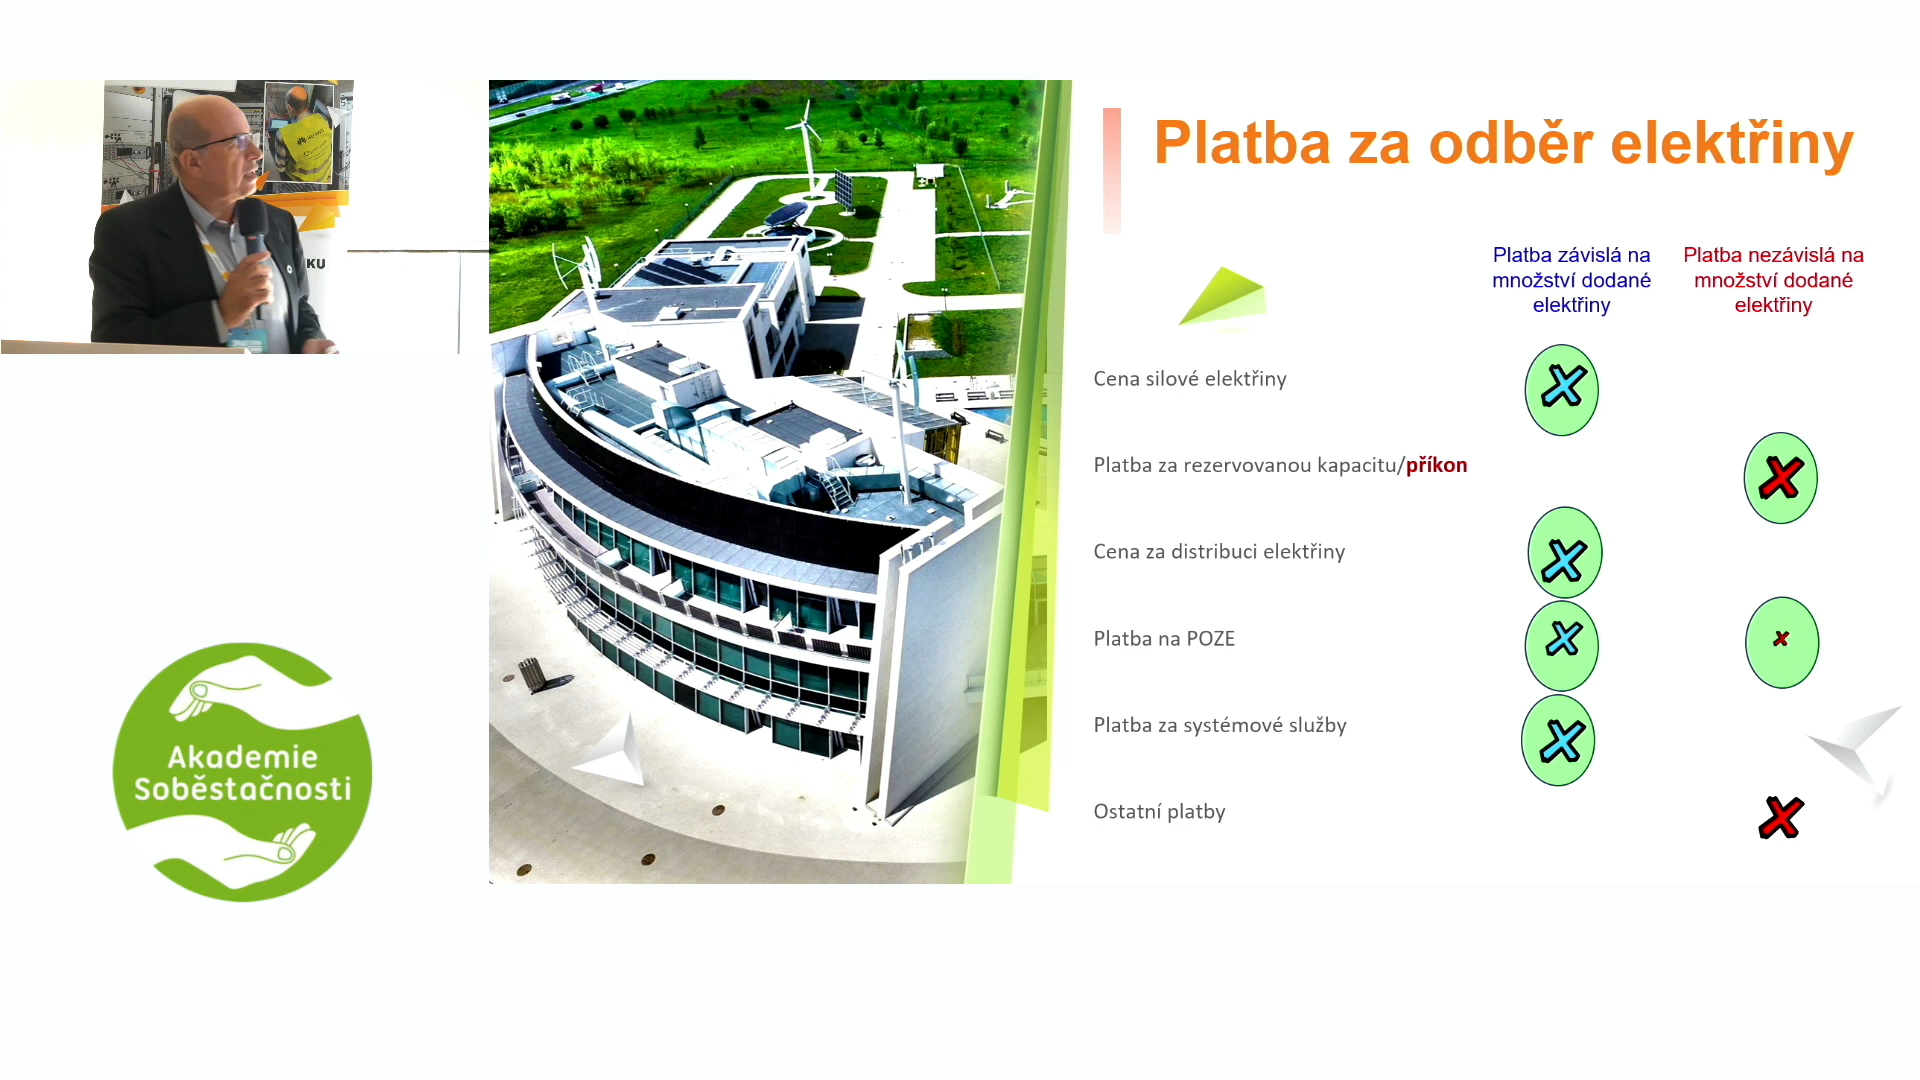 KU
Platba za odběr elektřiny
Platba závislá na
množství dodané
elektřiny
Platba nezávislá na
množství dodané
elektřiny
Cena silové elektřiny
Platba za rezervovanou kapacitu/příkon
Cena za distribuci elektřiny
Platba na POZE
Platba za systémové služby
Ostatní platby
Akademie
Soběstačnosti